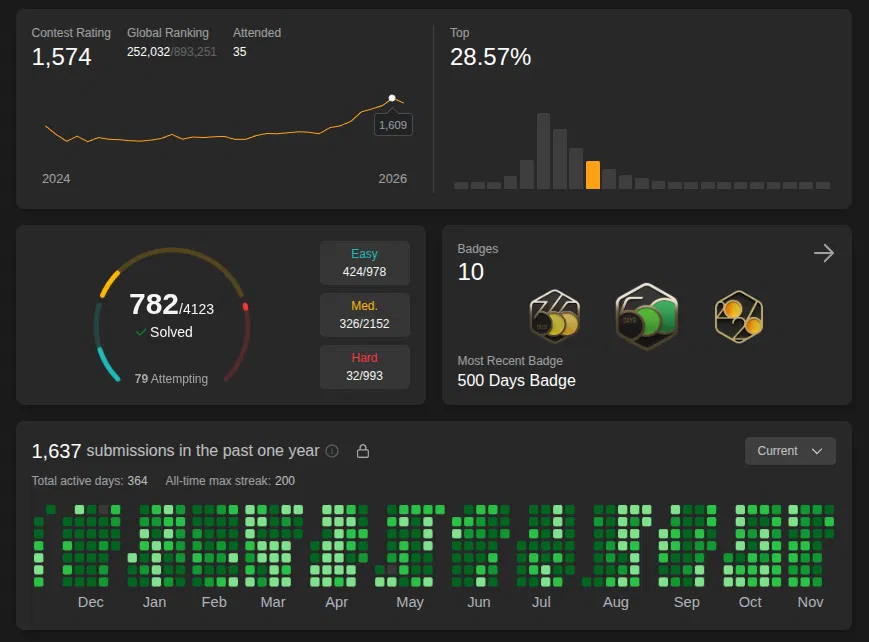 Contest Rating
1,574
Global Ranking
252,032/893,251
Attended
35
1,609
2024
2026
Top
28.57%
782/4123
Solved
79 Attempting
Easy
424/978
Med.
326/2152
Hard
32/993
Badges
10
Most Recent Badge
500 Days Badge
1,637 submissions in the past one year
Current
Total active days: 364
All-time max streak: 200
Dec
Jan
Feb
Mar
Apr
May
Jun
Jul
Aug
Sep
Oct
Nov